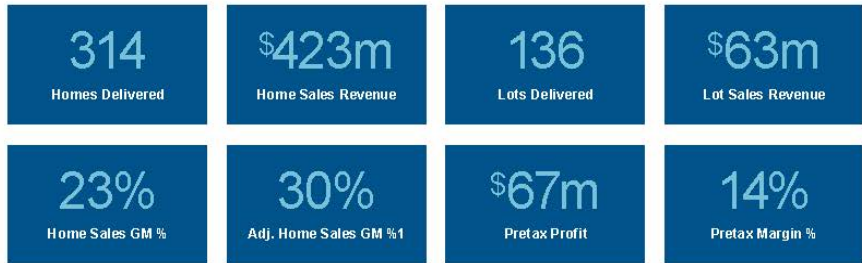 314
$423m
136
$63m
Homes Delivered
Home Sales Revenue
Lots Delivered
Lot Sales Revenue
23%
30%
$67m
14%
Home Sales GM %
Adj. Home Sales GM %1
Pretax Profit
Pretax Margin %